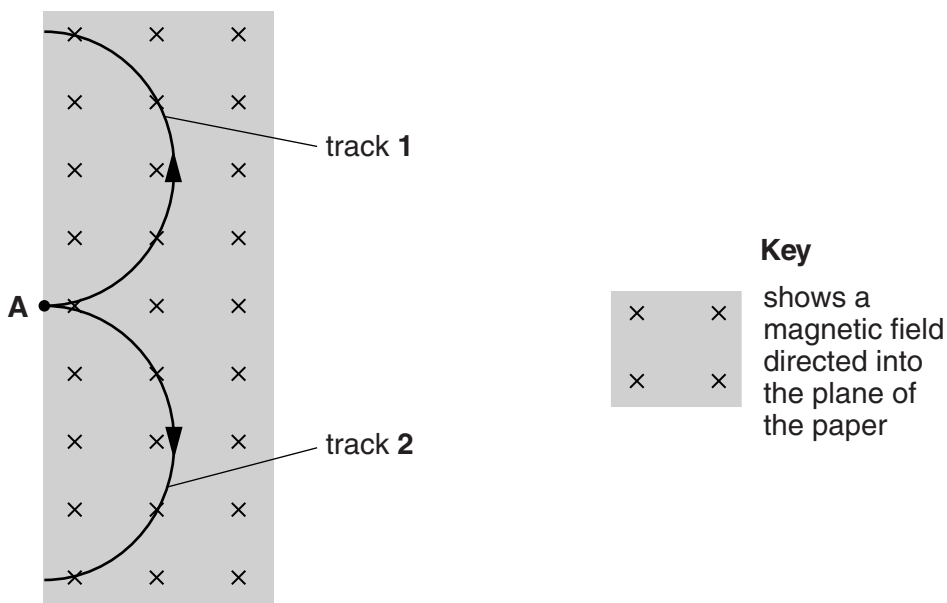 track 1
A
track 2
Key
shows a
magnetic field
directed into
the plane of
the paper